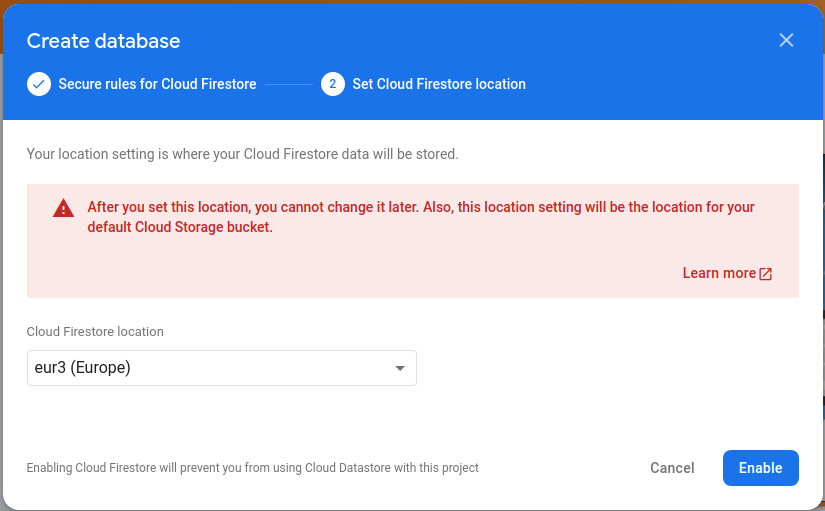 Create database
Secure rules for Cloud Firestore
2 Set Cloud Firestore location
Your location setting is where your Cloud Firestore data will be stored.
After you set this location, you cannot change it later. Also, this location setting will be the location for your
default Cloud Storage bucket.
Learn more
Cloud Firestore location
eur3 (Europe)
Enabling Cloud Firestore will prevent you from using Cloud Datastore with this project
Cancel
Enable